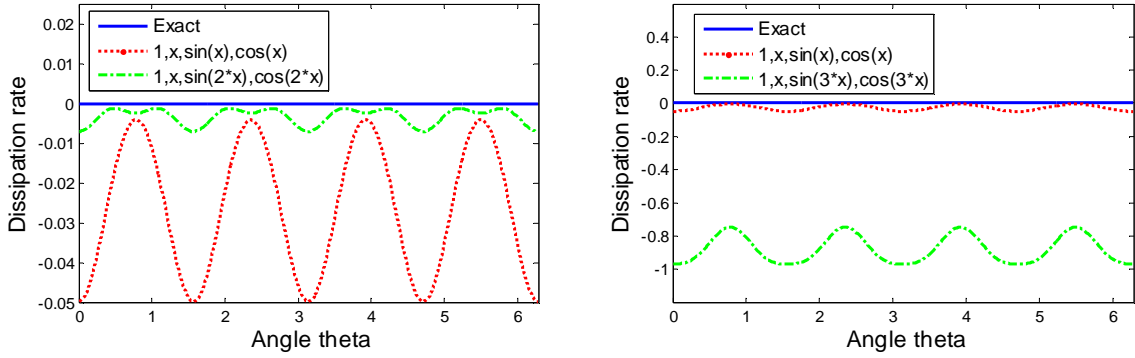 Exact
1,x,sin(x),cos(x)
1,x,sin(2*x),cos(2*x)
0.02
0.01
0
-0.01
-0.02
-0.03
-0.04
-0.05
0 1 2 3 4 5 6
Angle theta
Dissipation rate
Exact
1,x,sin(x),cos(x)
1,x,sin(3*x),cos(3*x)
0.4
0.2
0
-0.2
-0.4
-0.6
-0.8
-1
0 1 2 3 4 5 6
Angle theta
Dissipation rate